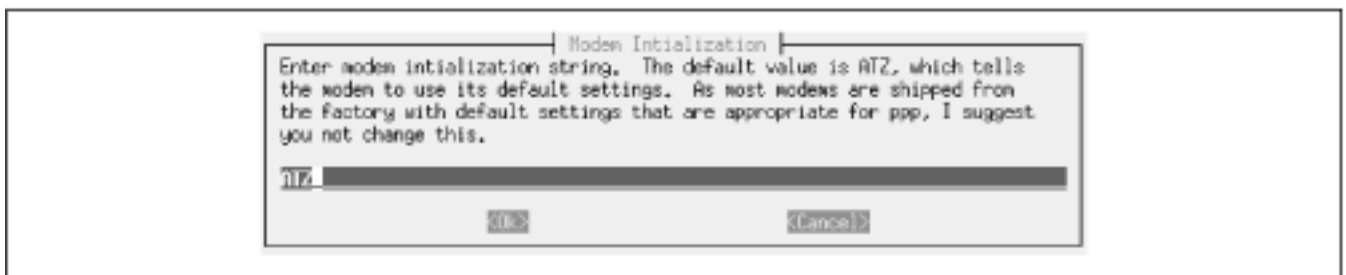 Modem Intialization
Enter modem intialization string.  The default value is ATZ, which tells
the modem to use its default settings.  As most modems are shipped from
the factory with default settings that are appropriate for ppp, I suggest
you not change this.
ATZ
<Ok> <Cancel>